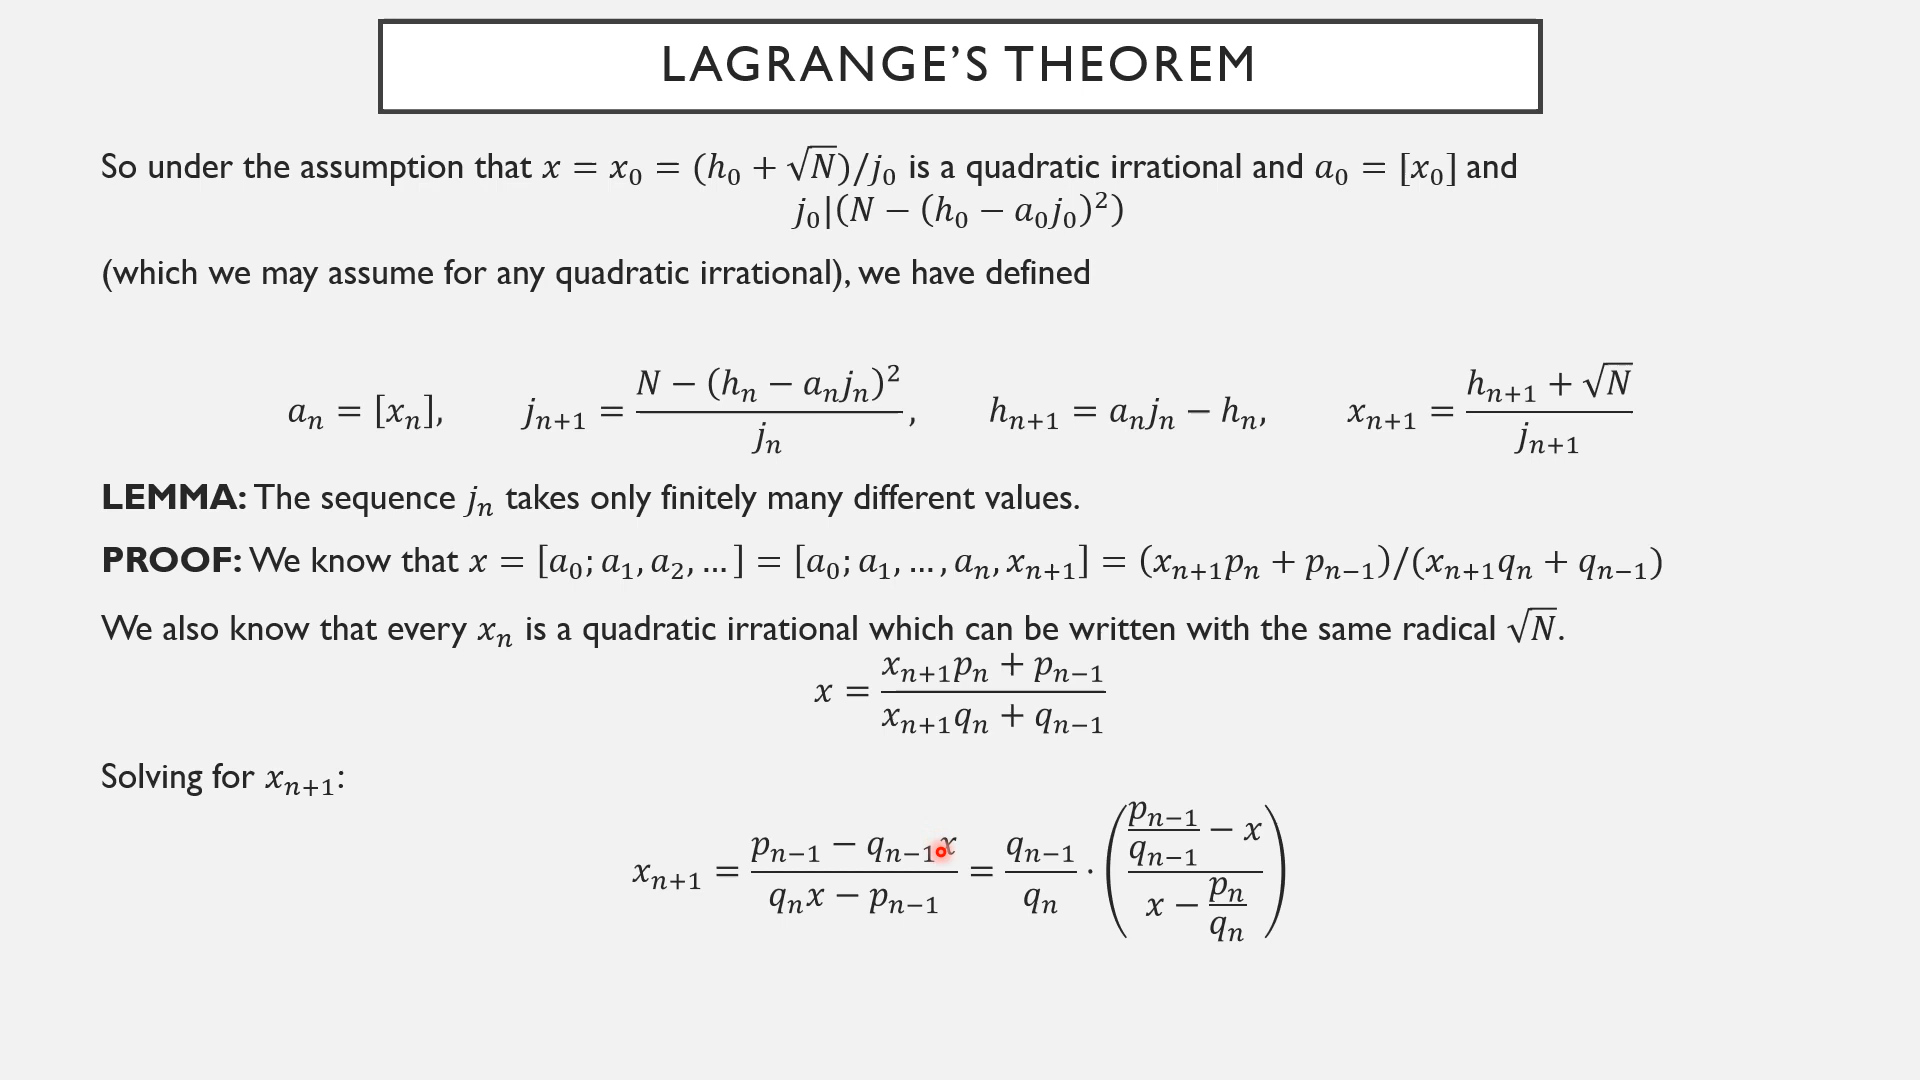 LAGRANGE'S THEOREM
So under the assumption that x = x₀ = (h₀ + √N)/j₀ is a quadratic irrational and a₀ = [x₀] and
j₀|(N − (h₀ − a₀j₀)²)
(which we may assume for any quadratic irrational), we have defined
aₙ = [xₙ], jₙ₊₁ = (N − (hₙ − aₙjₙ)²)/jₙ, hₙ₊₁ = aₙjₙ − hₙ, xₙ₊₁ = (hₙ₊₁ + √N)/jₙ₊₁
LEMMA: The sequence jₙ takes only finitely many different values.
PROOF: We know that x = [a₀; a₁, a₂, … ] = [a₀; a₁, … , aₙ, xₙ₊₁] = (xₙ₊₁pₙ + pₙ₋₁)/(xₙ₊₁qₙ + qₙ₋₁)
We also know that every xₙ is a quadratic irrational which can be written with the same radical √N.
x = (xₙ₊₁pₙ + pₙ₋₁)/(xₙ₊₁qₙ + qₙ₋₁)
Solving for xₙ₊₁:
xₙ₊₁ = (pₙ₋₁ − qₙ₋₁x)/(qₙx − pₙ₋₁) = qₙ₋₁/qₙ · ((pₙ₋₁/qₙ₋₁ − x)/(x − pₙ/qₙ))